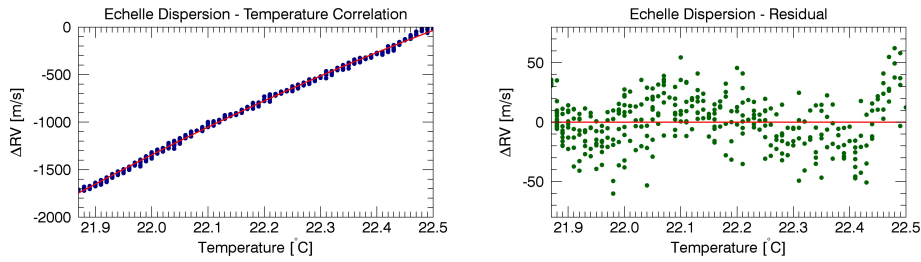 Echelle Dispersion - Temperature Correlation
0
-500
-1000
-1500
-2000
ΔRV [m/s]
21.9 22.0 22.1 22.2 22.3 22.4 22.5
Temperature [°C]
Echelle Dispersion - Residual
50
0
-50
ΔRV [m/s]
21.9 22.0 22.1 22.2 22.3 22.4 22.5
Temperature [°C]